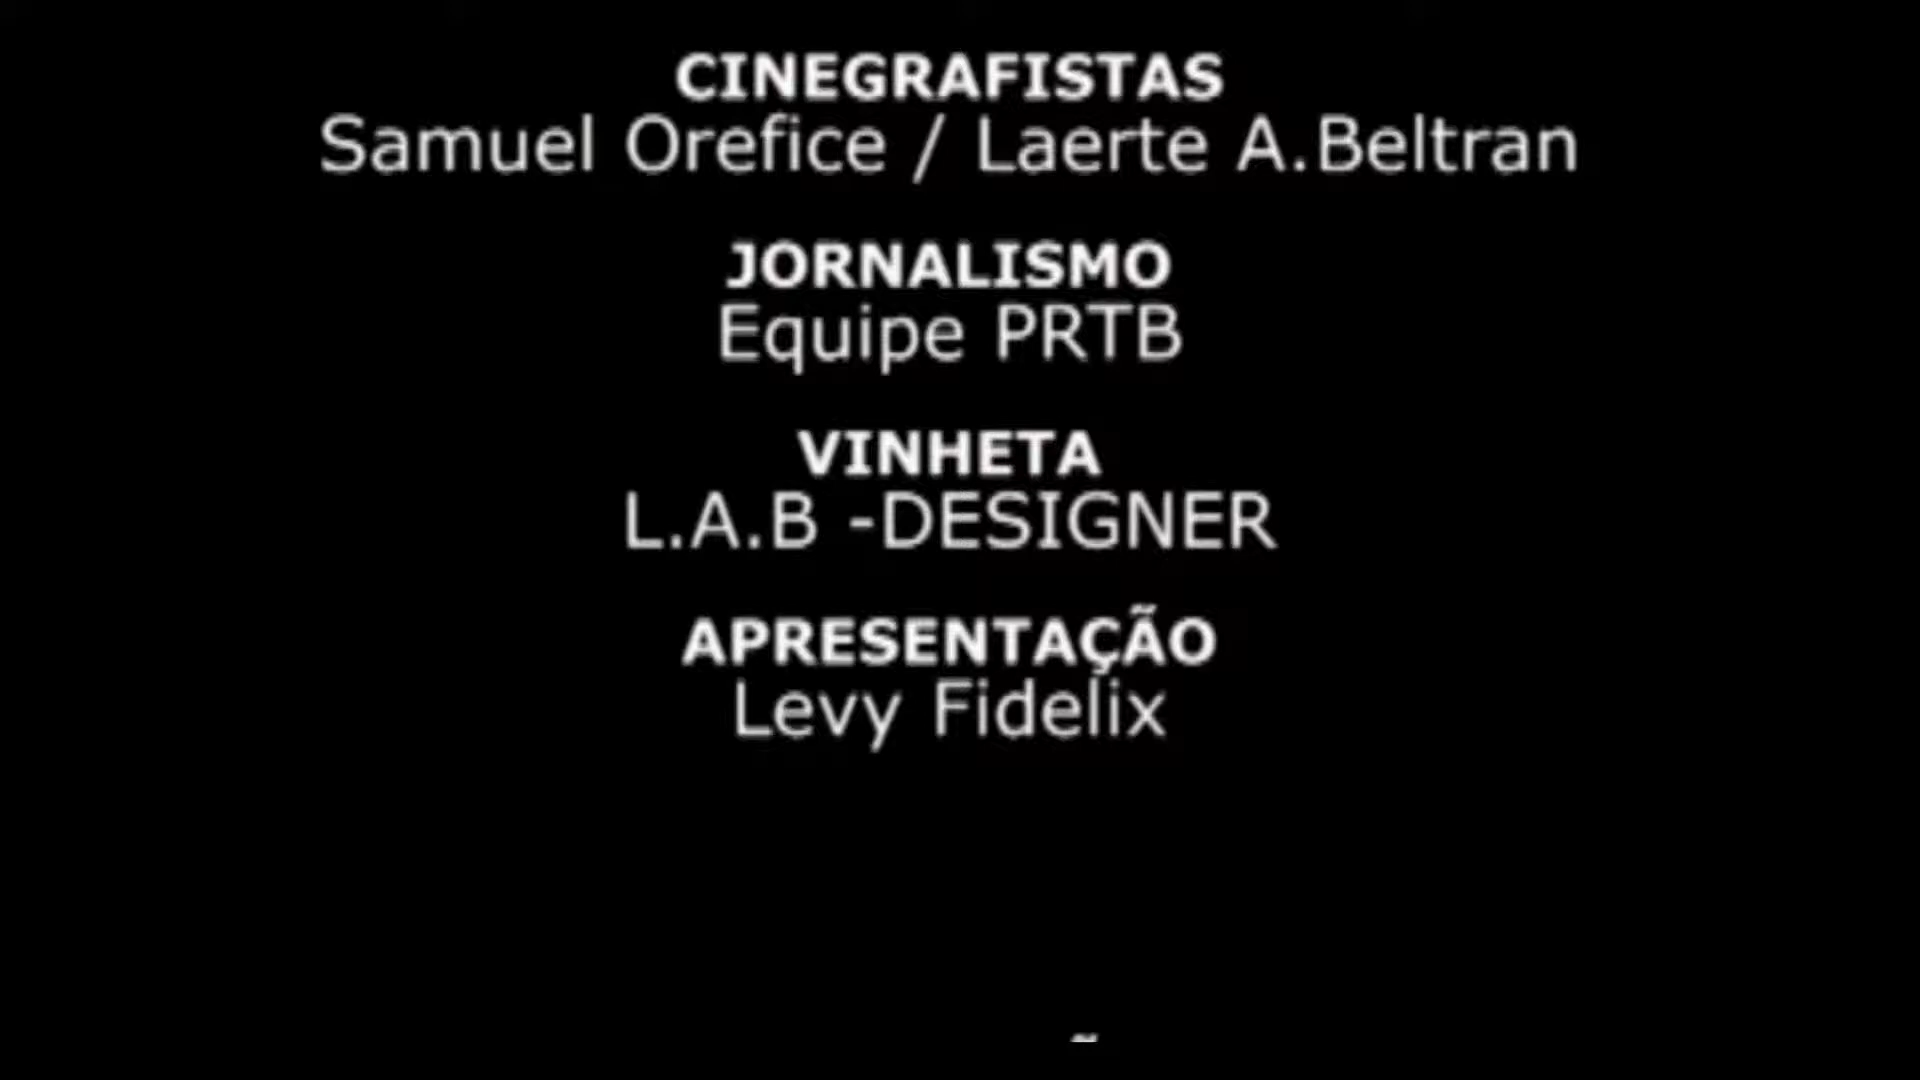 CINEGRAFISTAS
Samuel Orefice / Laerte A.Beltran
JORNALISMO
Equipe PRTB
VINHETA
L.A.B -DESIGNER
APRESENTAÇÃO
Levy Fidelix